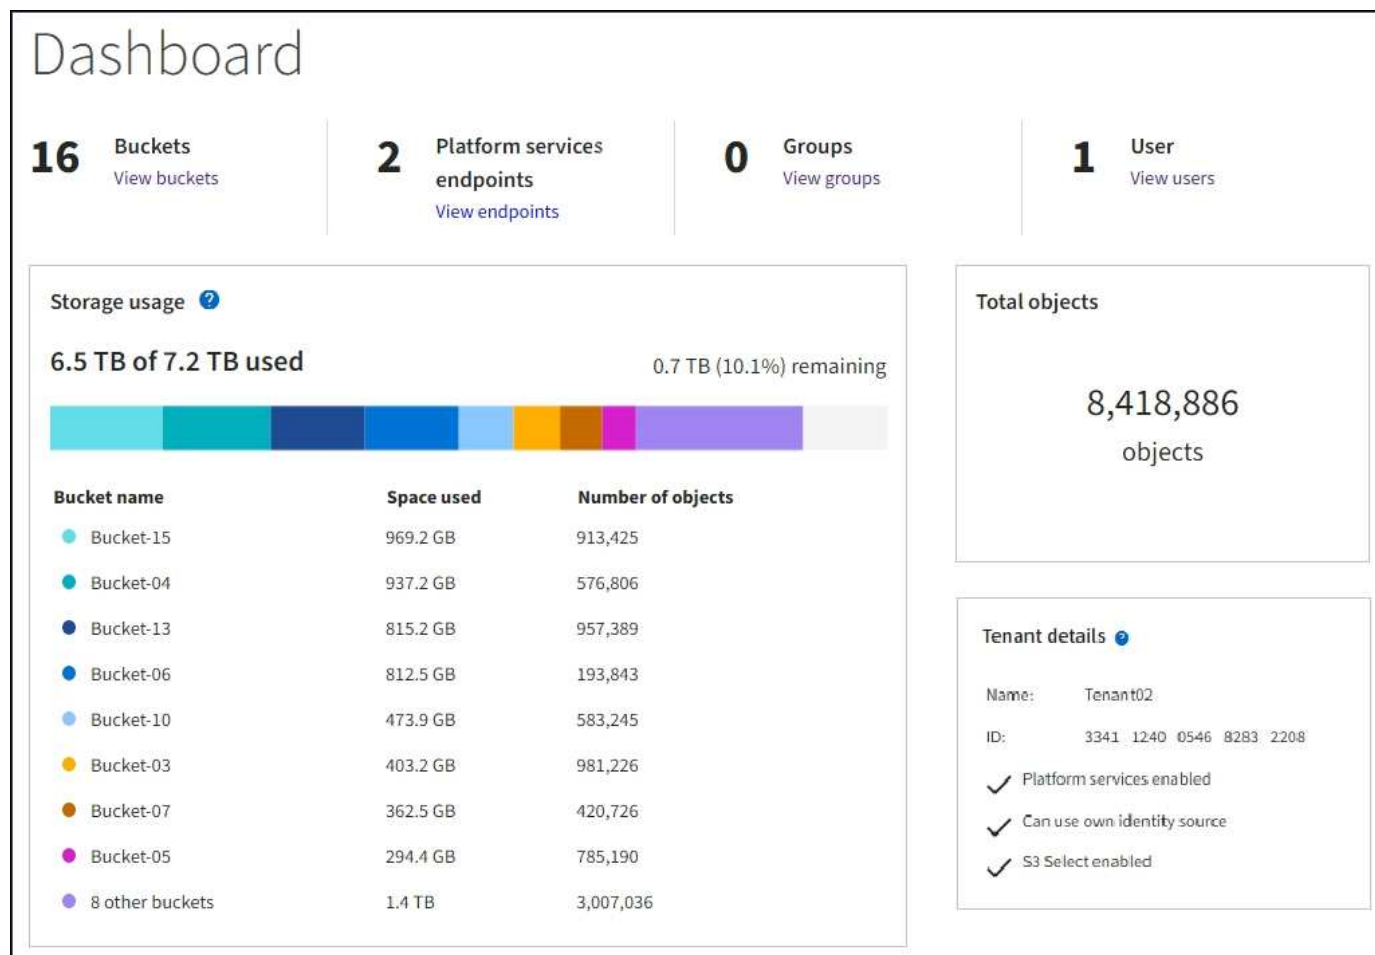 Dashboard
16 Buckets
View buckets
2 Platform services
endpoints
View endpoints
0 Groups
View groups
1 User
View users
Storage usage ?
6.5 TB of 7.2 TB used
0.7 TB (10.1%) remaining
Bucket name Space used Number of objects
Bucket-15 969.2 GB 913,425
Bucket-04 937.2 GB 576,806
Bucket-13 815.2 GB 957,389
Bucket-06 812.5 GB 193,843
Bucket-10 473.9 GB 583,245
Bucket-03 403.2 GB 981,226
Bucket-07 362.5 GB 420,726
Bucket-05 294.4 GB 785,190
8 other buckets 1.4 TB 3,007,036
Total objects
8,418,886
objects
Tenant details ?
Name: Tenant02
ID: 3341 1240 0546 8283 2208
Platform services enabled
Can use own identity source
S3 Select enabled